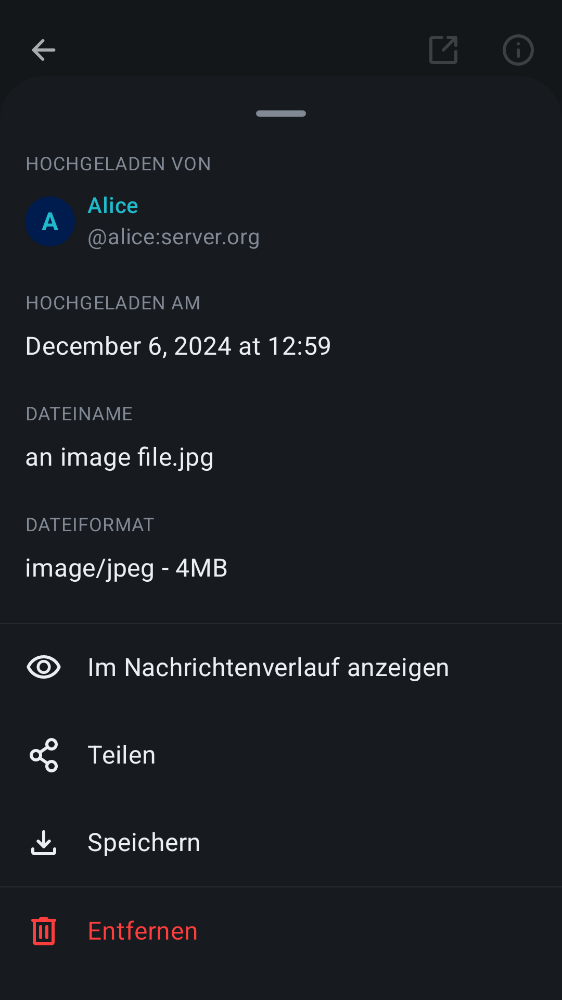 HOCHGELADEN VON
A
Alice
@alice:server.org
HOCHGELADEN AM
December 6, 2024 at 12:59
DATEINAME
an image file.jpg
DATEIFORMAT
image/jpeg - 4MB
Im Nachrichtenverlauf anzeigen
Teilen
Speichern
Entfernen